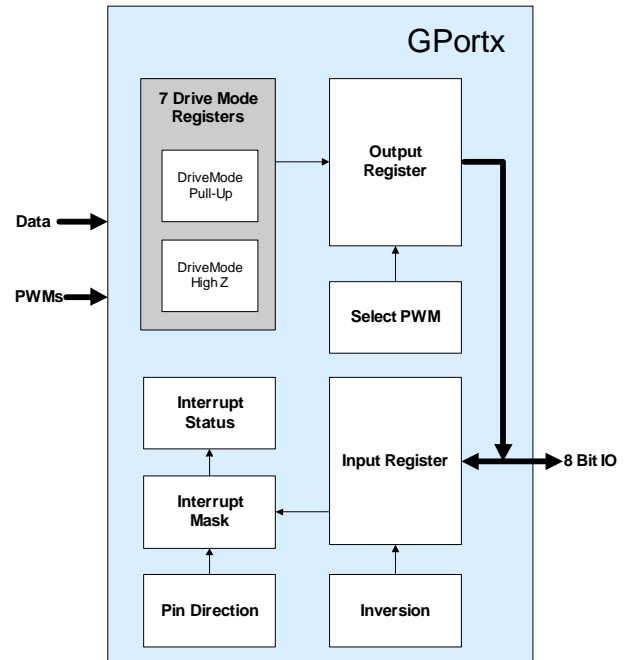 GPortx
7 Drive Mode
Registers
DriveMode
Pull-Up
DriveMode
High Z
Output
Register
Data
PWMs
Select PWM
Interrupt
Status
Input Register
8 Bit IO
Interrupt
Mask
Pin Direction
Inversion